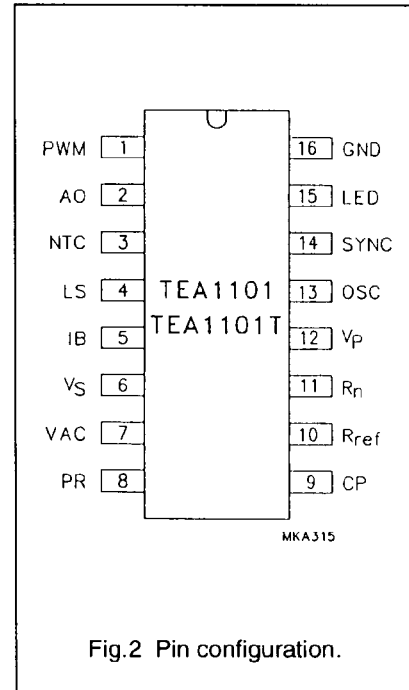 PWM 1 16 GND
AO 2 15 LED
NTC 3 14 SYNC
LS 4 TEA1101 13 OSC
IB 5 TEA1101T 12 VP
VS 6 11 Rn
VAC 7 10 Rref
PR 8 9 CP
MKA315
Fig.2 Pin configuration.